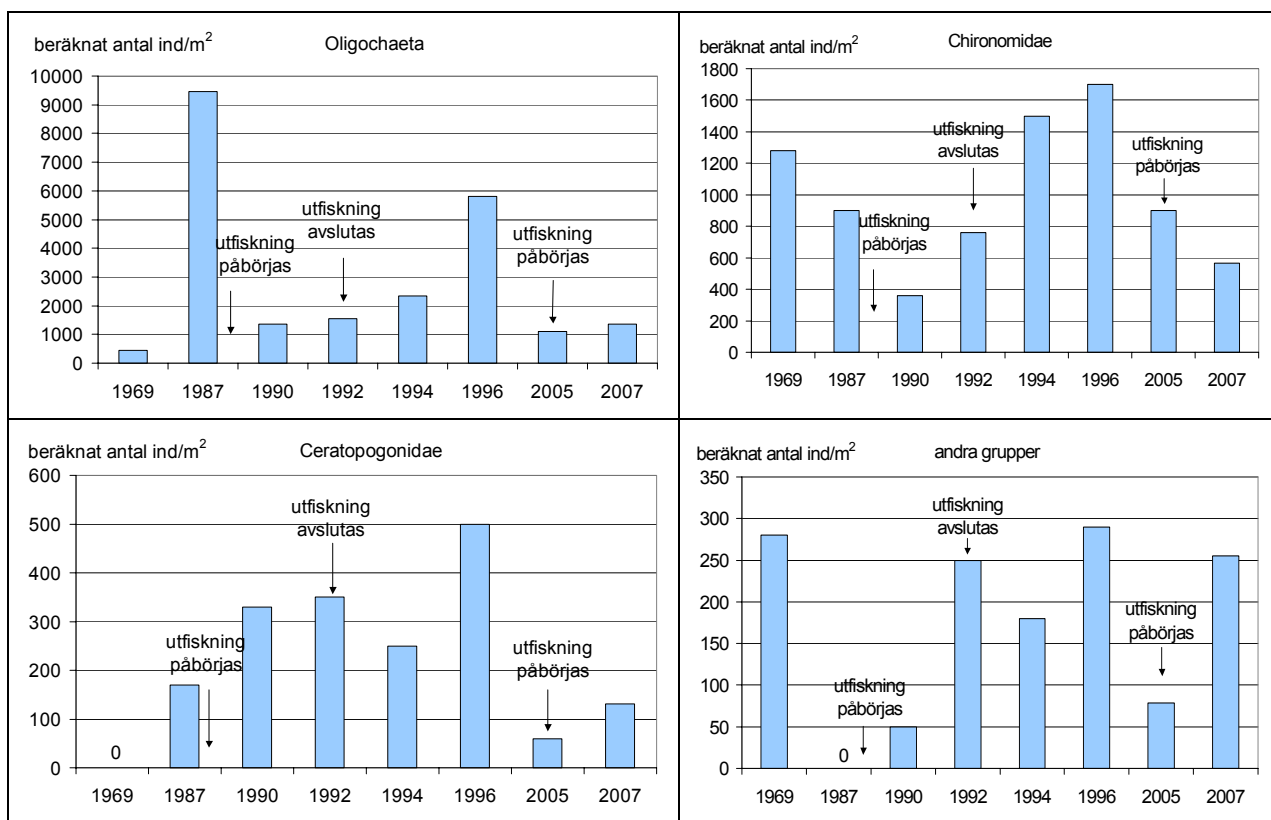 beräknat antal ind/m²
Oligochaeta
10000
9000
8000
7000
6000
5000
4000
3000
2000
1000
0
utfiskning
påbörjas
utfiskning
avslutas
utfiskning
påbörjas
1969 1987 1990 1992 1994 1996 2005 2007
beräknat antal ind/m²
Chironomidae
1800
1600
1400
1200
1000
800
600
400
200
0
utfiskning
påbörjas
utfiskning
avslutas
utfiskning
påbörjas
1969 1987 1990 1992 1994 1996 2005 2007
beräknat antal ind/m²
Ceratopogonidae
600
500
400
300
200
100
0
0
utfiskning
påbörjas
utfiskning
avslutas
utfiskning
påbörjas
1969 1987 1990 1992 1994 1996 2005 2007
beräknat antal ind/m²
andra grupper
350
300
250
200
150
100
50
0
0
utfiskning
påbörjas
utfiskning
avslutas
utfiskning
påbörjas
1969 1987 1990 1992 1994 1996 2005 2007